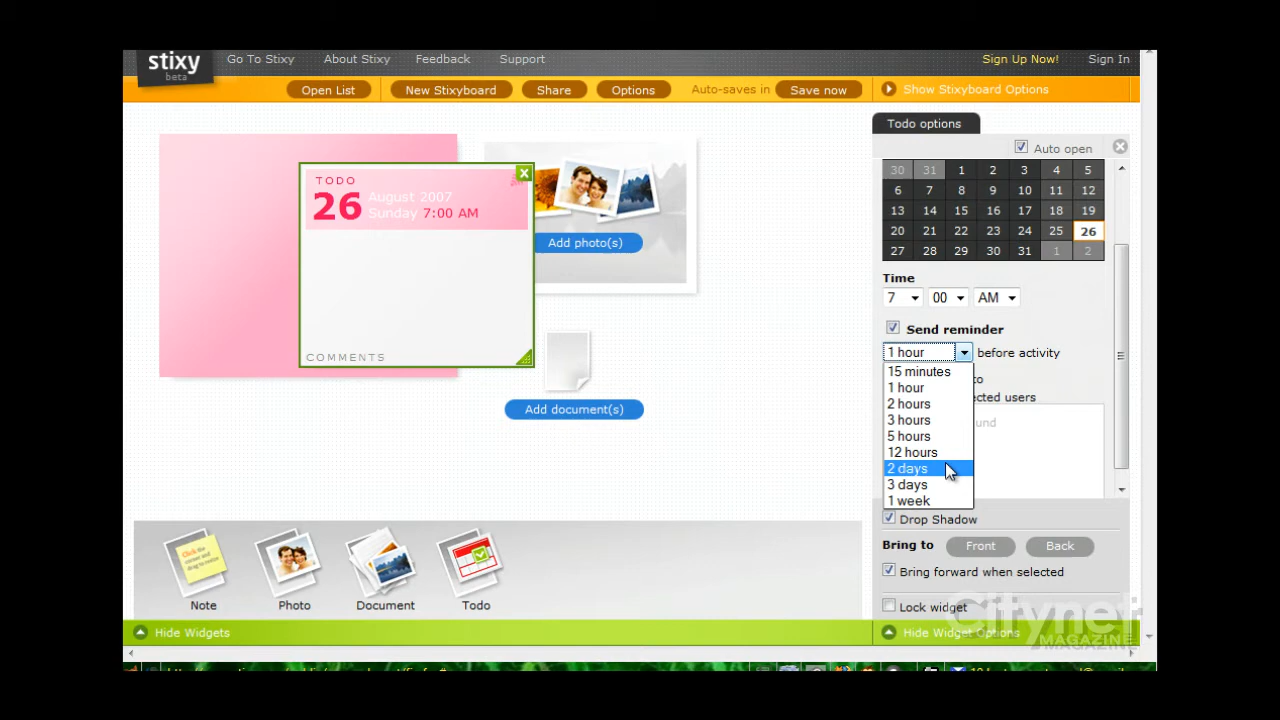 stixy
beta
Go To Stixy
About Stixy
Feedback
Support
Sign Up Now!
Sign In
Open List
New Stixyboard
Share
Options
Auto-saves in
Save now
Show Stixyboard Options
TODO
26
August 2007
Sunday 7:00 AM
COMMENTS
Add photo(s)
Add document(s)
Todo options
Auto open
30 31 1 2 3 4 5
6 7 8 9 10 11 12
13 14 15 16 17 18 19
20 21 22 23 24 25 26
27 28 29 30 31 1 2
Time
7 00 AM
Send reminder
1 hour before activity
15 minutes
1 hour
2 hours
3 hours
5 hours
12 hours
2 days
3 days
1 week
Drop Shadow
Bring to Front Back
Bring forward when selected
Lock widget
Note
Photo
Document
Todo
Hide Widgets
Hide Widget Options
Citynet
MAGAZINE